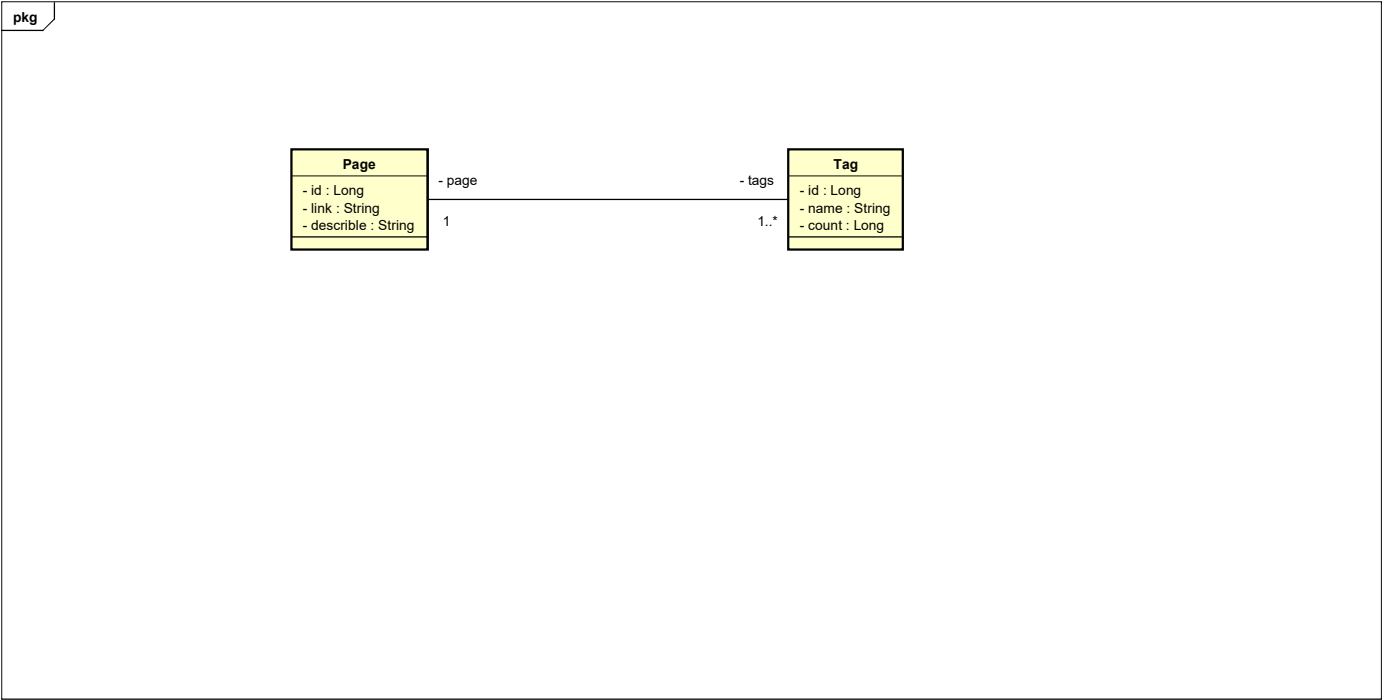 pkg
Page
- id : Long
- link : String
- describle : String
- page
1
- tags
1..*
Tag
- id : Long
- name : String
- count : Long